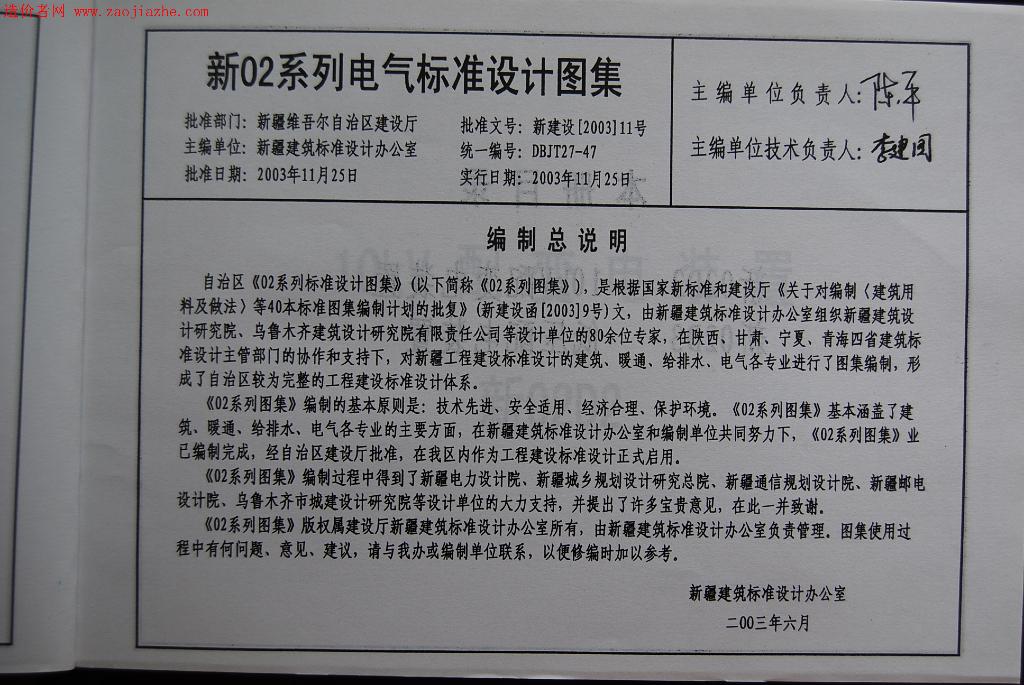 造价者网 www.zaojiazhe.com
新02系列电气标准设计图集
批准部门：新疆维吾尔自治区建设厅
批准文号：新建设[2003]11号
主编单位：新疆建筑标准设计办公室
统一编号：DBJT27-47
批准日期：2003年11月25日
实行日期：2003年11月25日
主编单位负责人：陈平
主编单位技术负责人：李建国
编制总说明
自治区《02系列标准设计图集》(以下简称《02系列图集》)，是根据国家新标准和建设厅《关于对编制〈建筑用
料及做法〉等40本标准图集编制计划的批复》(新建设函[2003]9号)文，由新疆建筑标准设计办公室组织新疆建筑设
计研究院、乌鲁木齐建筑设计研究院有限责任公司等设计单位的80余位专家，在陕西、甘肃、宁夏、青海四省建筑标
准设计主管部门的协作和支持下，对新疆工程建设标准设计的建筑、暖通、给排水、电气各专业进行了图集编制，形
成了自治区较为完整的工程建设标准设计体系。
《02系列图集》编制的基本原则是：技术先进、安全适用、经济合理、保护环境。《02系列图集》基本涵盖了建
筑、暖通、给排水、电气各专业的主要方面，在新疆建筑标准设计办公室和编制单位共同努力下，《02系列图集》业
已编制完成，经自治区建设厅批准，在我区内作为工程建设标准设计正式启用。
《02系列图集》编制过程中得到了新疆电力设计院、新疆城乡规划设计研究总院、新疆通信规划设计院、新疆邮电
设计院、乌鲁木齐市城建设计研究院等设计单位的大力支持，并提出了许多宝贵意见，在此一并致谢。
《02系列图集》版权属建设厅新疆建筑标准设计办公室所有，由新疆建筑标准设计办公室负责管理。图集使用过
程中有何问题、意见、建议，请与我办或编制单位联系，以便修编时加以参考。
新疆建筑标准设计办公室
二00三年六月